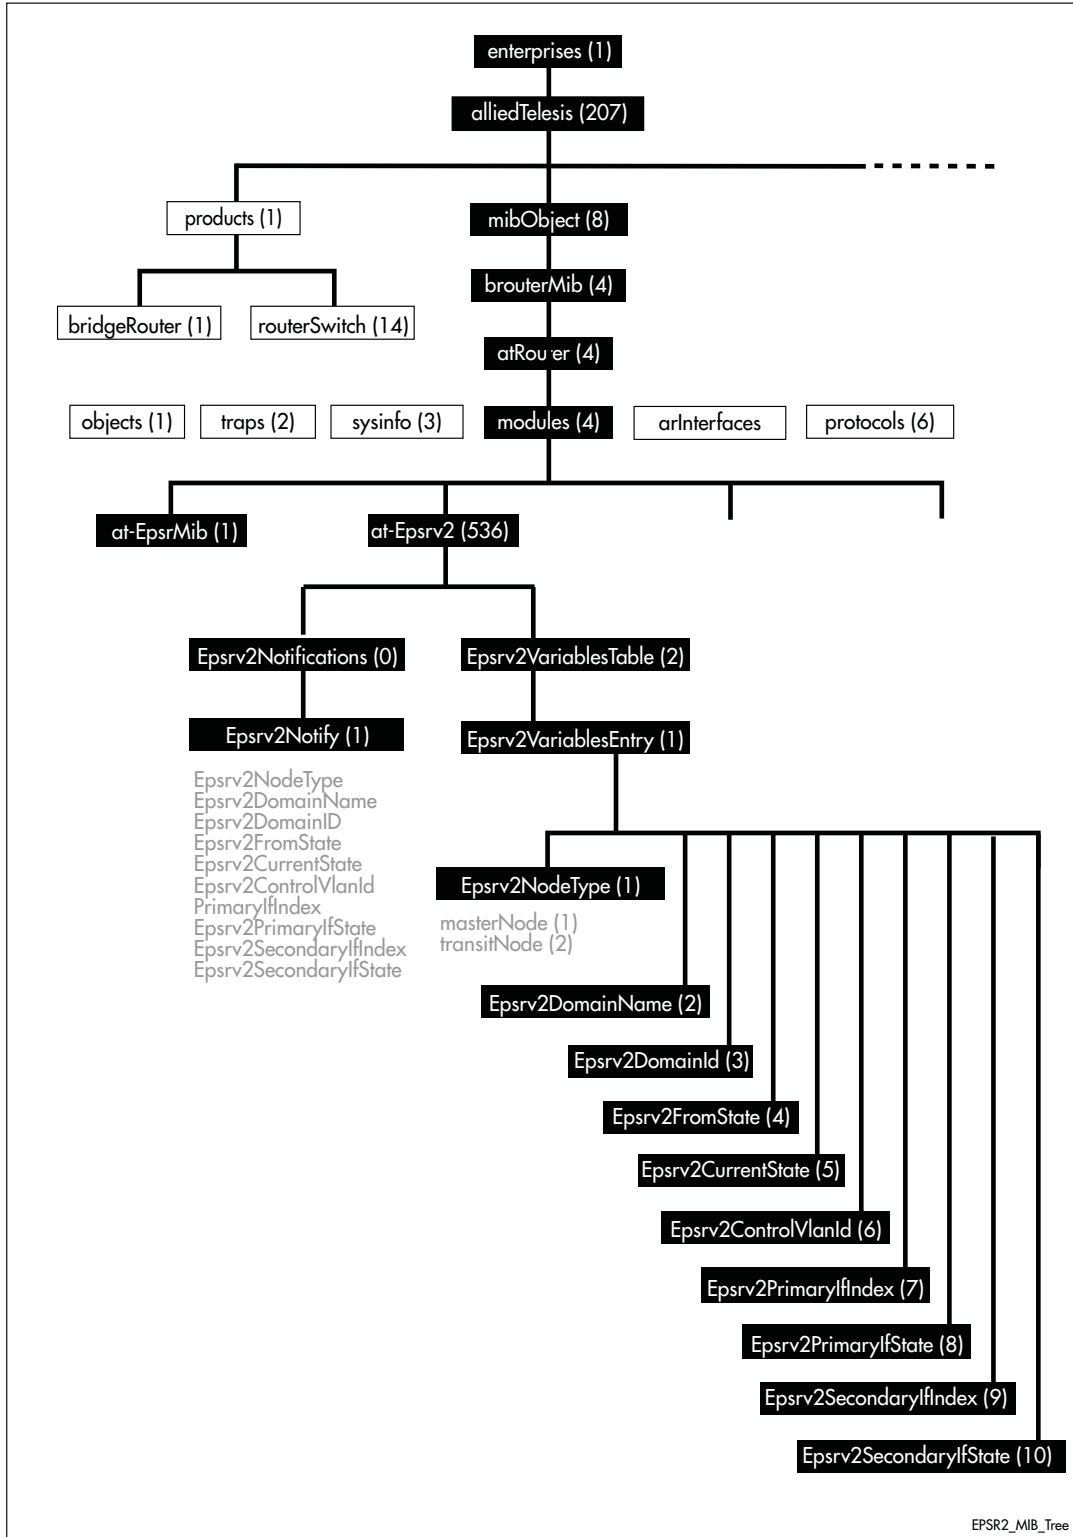 enterprises (1)
alliedTelesis (207)
products (1)
mibObject (8)
brouterMib (4)
bridgeRouter (1)
routerSwitch (14)
atRouter (4)
objects (1)
traps (2)
sysinfo (3)
modules (4)
arInterfaces
protocols (6)
at-EpsrMib (1)
at-Epsrv2 (536)
Epsrv2Notifications (0)
Epsrv2VariablesTable (2)
Epsrv2Notify (1)
Epsrv2VariablesEntry (1)
Epsrv2NodeType
Epsrv2DomainName
Epsrv2DomainID
Epsrv2FromState
Epsrv2CurrentState
Epsrv2ControlVlanId
PrimaryIfIndex
Epsrv2PrimaryIfState
Epsrv2SecondaryIfIndex
Epsrv2SecondaryIfState
Epsrv2NodeType (1)
masterNode (1)
transitNode (2)
Epsrv2DomainName (2)
Epsrv2DomainId (3)
Epsrv2FromState (4)
Epsrv2CurrentState (5)
Epsrv2ControlVlanId (6)
Epsrv2PrimaryIfIndex (7)
Epsrv2PrimaryIfState (8)
Epsrv2SecondaryIfIndex (9)
Epsrv2SecondaryIfState (10)
EPSR2_MIB_Tree